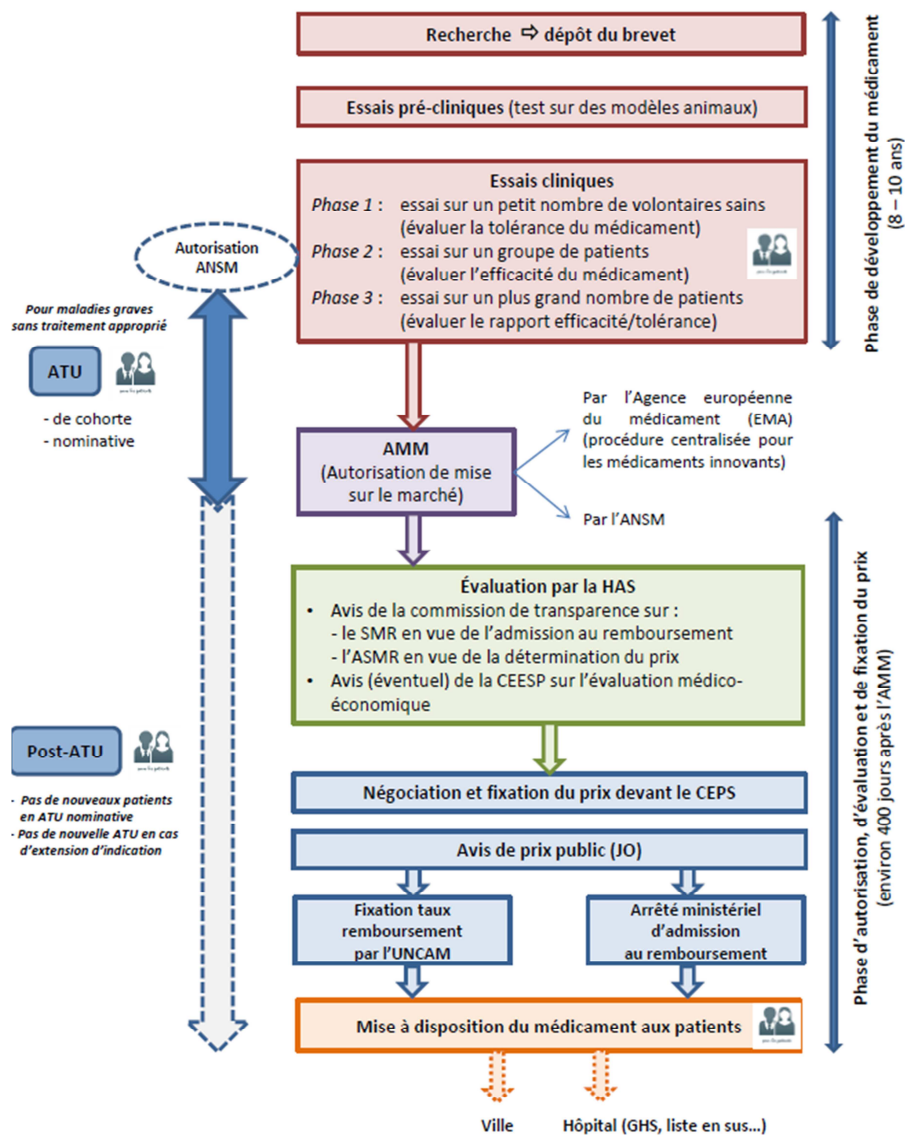 Recherche ⇨ dépôt du brevet
Essais pré-cliniques (test sur des modèles animaux)
Essais cliniques
Phase 1 : essai sur un petit nombre de volontaires sains
(évaluer la tolérance du médicament)
Phase 2 : essai sur un groupe de patients
(évaluer l'efficacité du médicament)
Phase 3 : essai sur un plus grand nombre de patients
(évaluer le rapport efficacité/tolérance)
Phase de développement du médicament
(8 – 10 ans)
Autorisation
ANSM
Pour maladies graves
sans traitement approprié
ATU
- de cohorte
- nominative
AMM
(Autorisation de mise
sur le marché)
Par l'Agence européenne
du médicament (EMA)
(procédure centralisée pour
les médicaments innovants)
Par l'ANSM
Évaluation par la HAS
• Avis de la commission de transparence sur :
- le SMR en vue de l'admission au remboursement
- l'ASMR en vue de la détermination du prix
• Avis (éventuel) de la CEESP sur l'évaluation médico-
économique
Post-ATU
- Pas de nouveaux patients
en ATU nominative
- Pas de nouvelle ATU en cas
d'extension d'indication
Négociation et fixation du prix devant le CEPS
Avis de prix public (JO)
Fixation taux
remboursement
par l'UNCAM
Arrêté ministériel
d'admission
au remboursement
Mise à disposition du médicament aux patients
Phase d'autorisation, d'évaluation et de fixation du prix
(environ 400 jours après l'AMM)
Ville
Hôpital (GHS, liste en sus...)